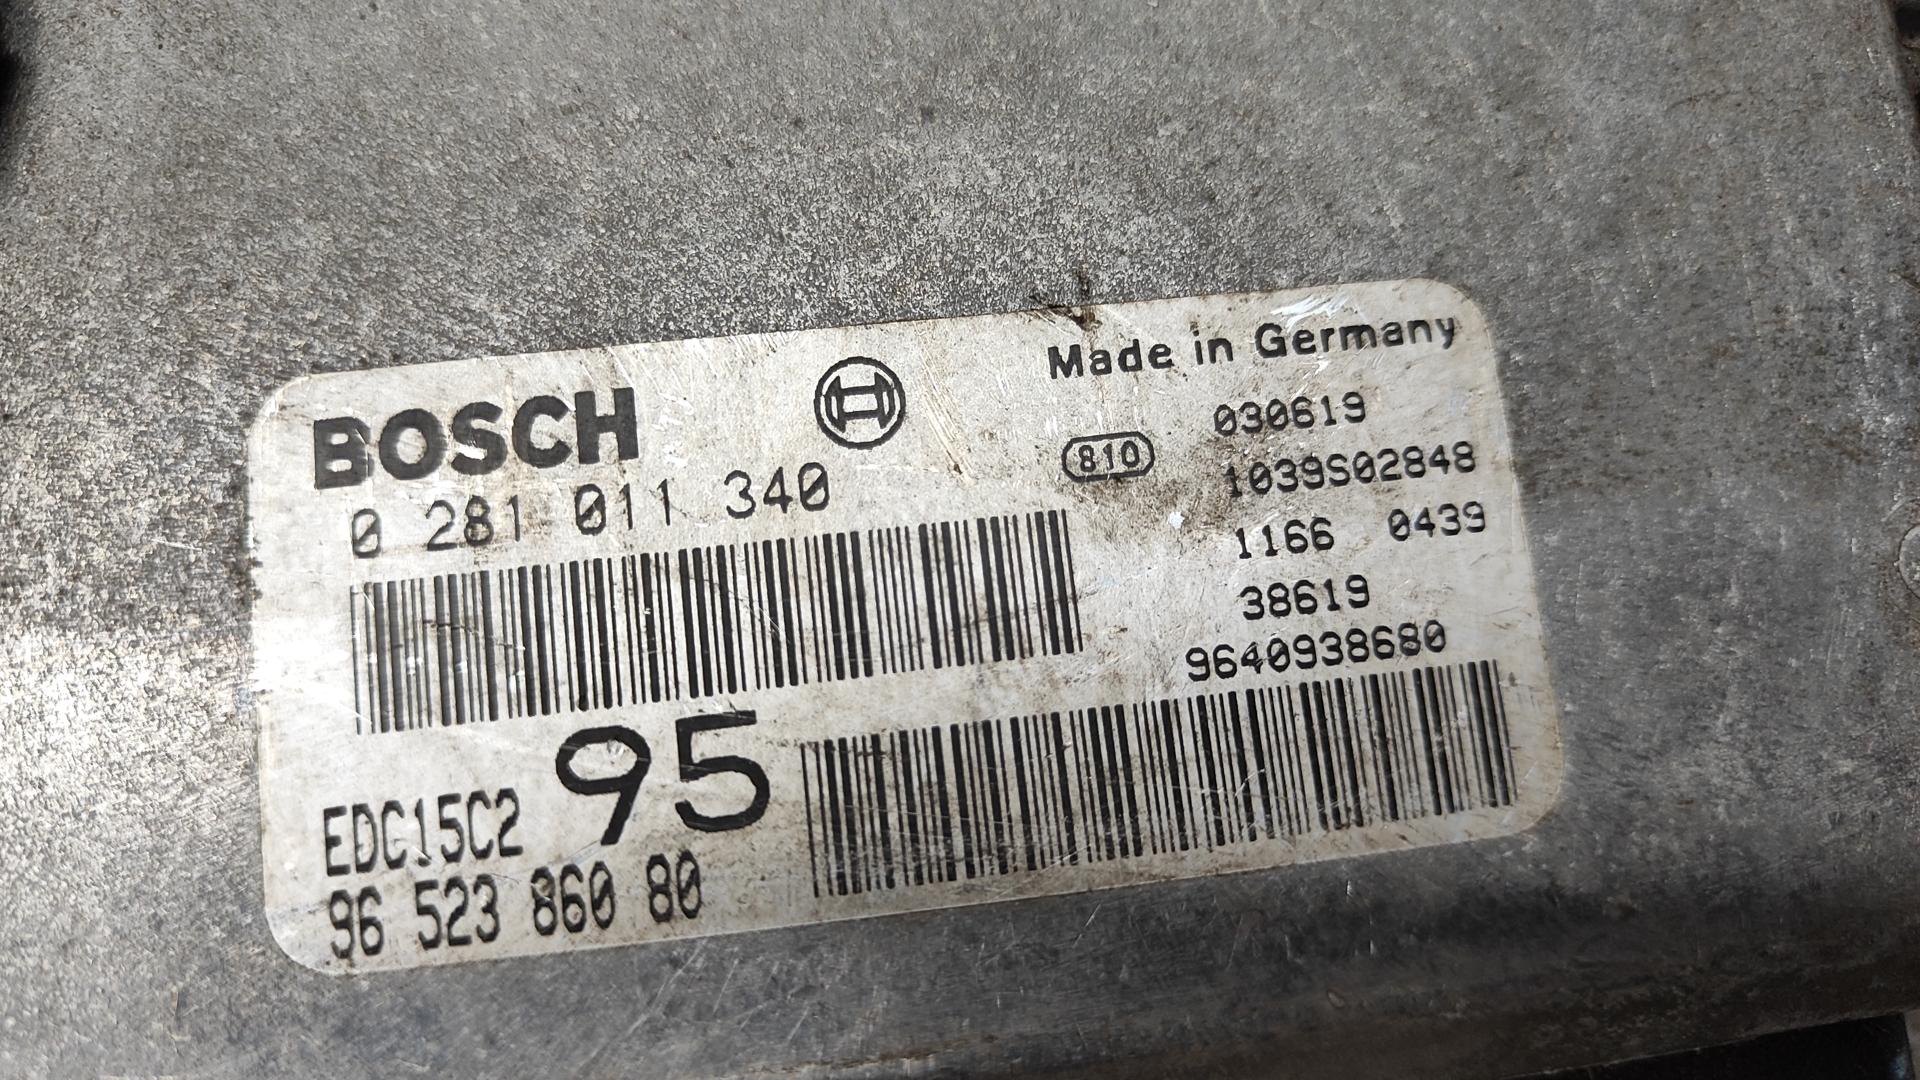 BOSCH
0 281 011 340
Made in Germany
030619
810
1039S02848
1166 0439
38619
9640938680
95
EDC15C2
96 523 860 80